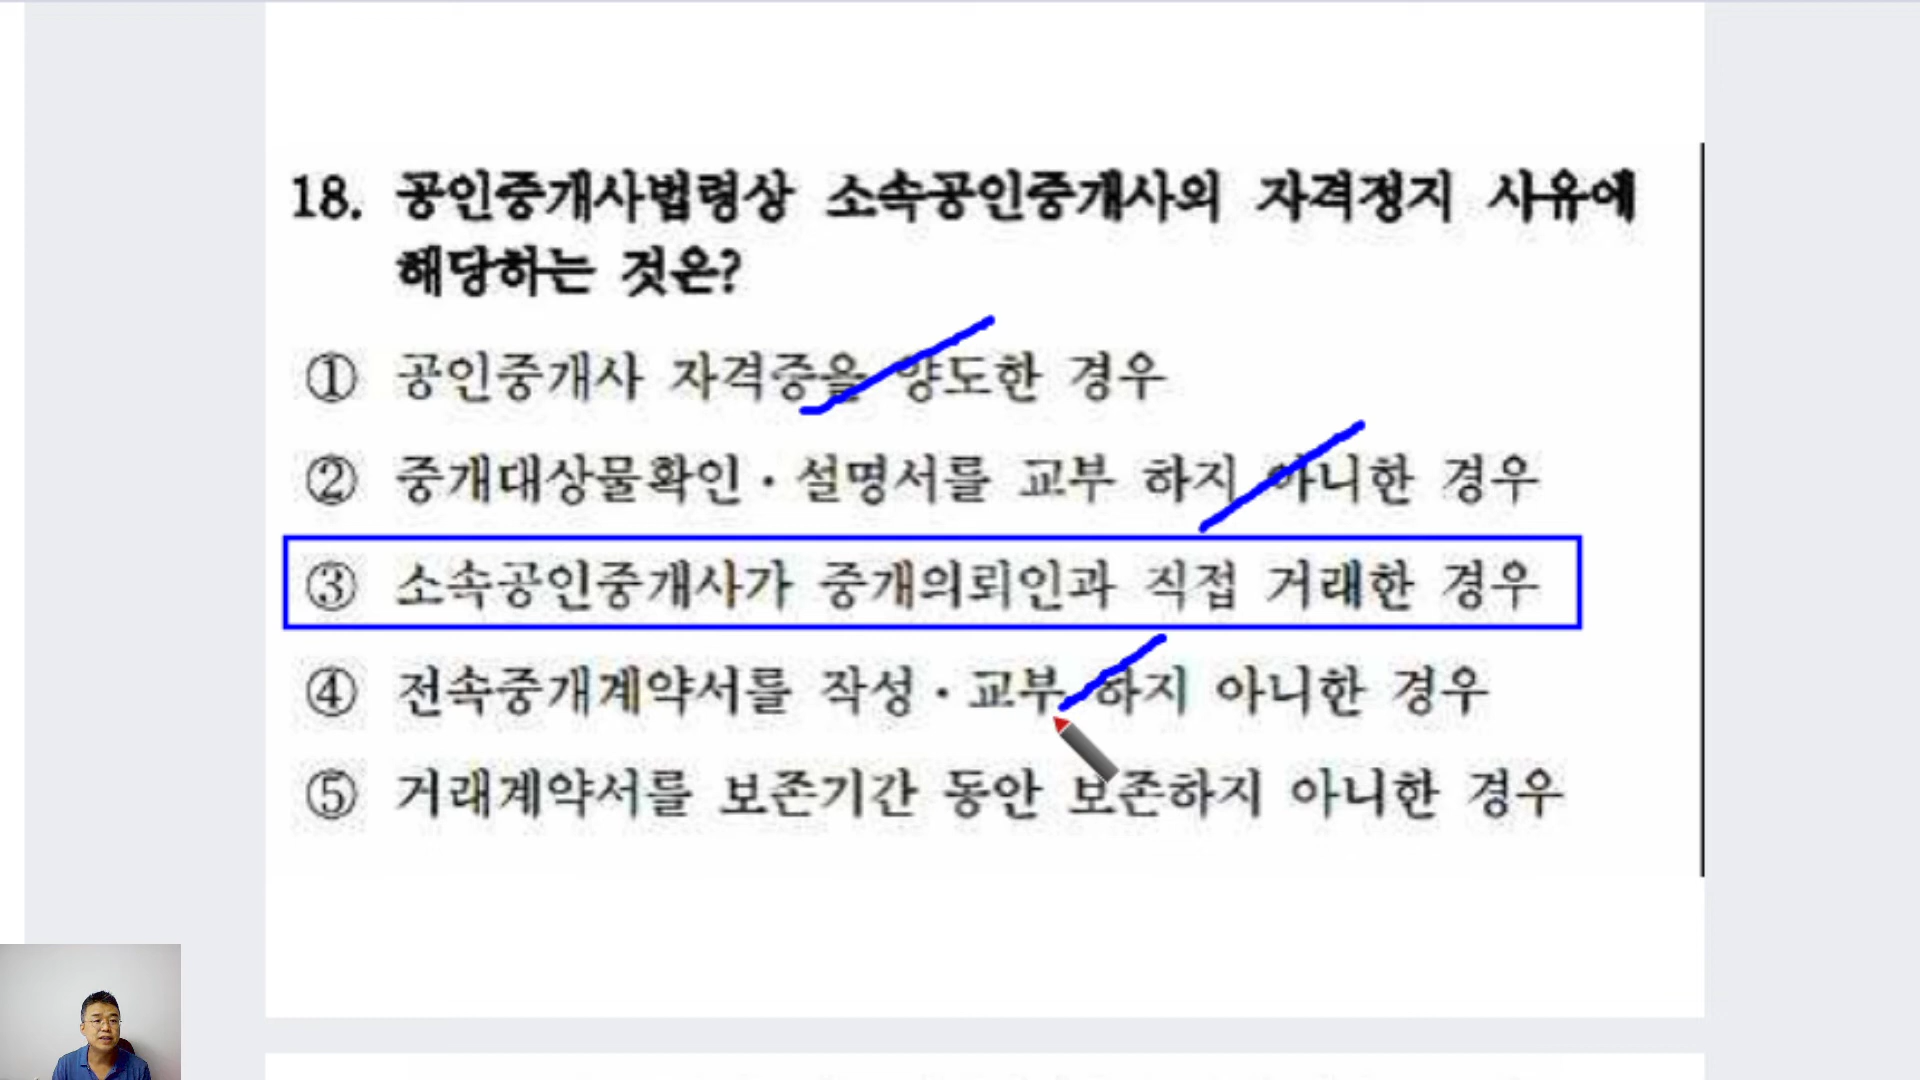 18. 공인중개사법령상 소속공인중개사의 자격정지 사유에
해당하는 것은?
① 공인중개사 자격증을 양도한 경우
② 중개대상물확인·설명서를 교부 하지 아니한 경우
③ 소속공인중개사가 중개의뢰인과 직접 거래한 경우
④ 전속중개계약서를 작성·교부 하지 아니한 경우
⑤ 거래계약서를 보존기간 동안 보존하지 아니한 경우